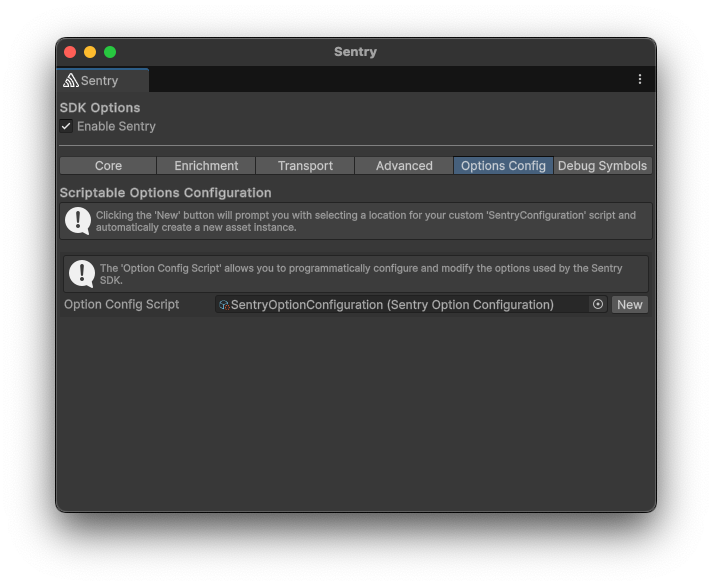 Sentry
Sentry
SDK Options
Enable Sentry
Core Enrichment Transport Advanced Options Config Debug Symbols
Scriptable Options Configuration
Clicking the 'New' button will prompt you with selecting a location for your custom 'SentryConfiguration' script and
automatically create a new asset instance.
The 'Option Config Script' allows you to programmatically configure and modify the options used by the Sentry
SDK.
Option Config Script SentryOptionConfiguration (Sentry Option Configuration) New